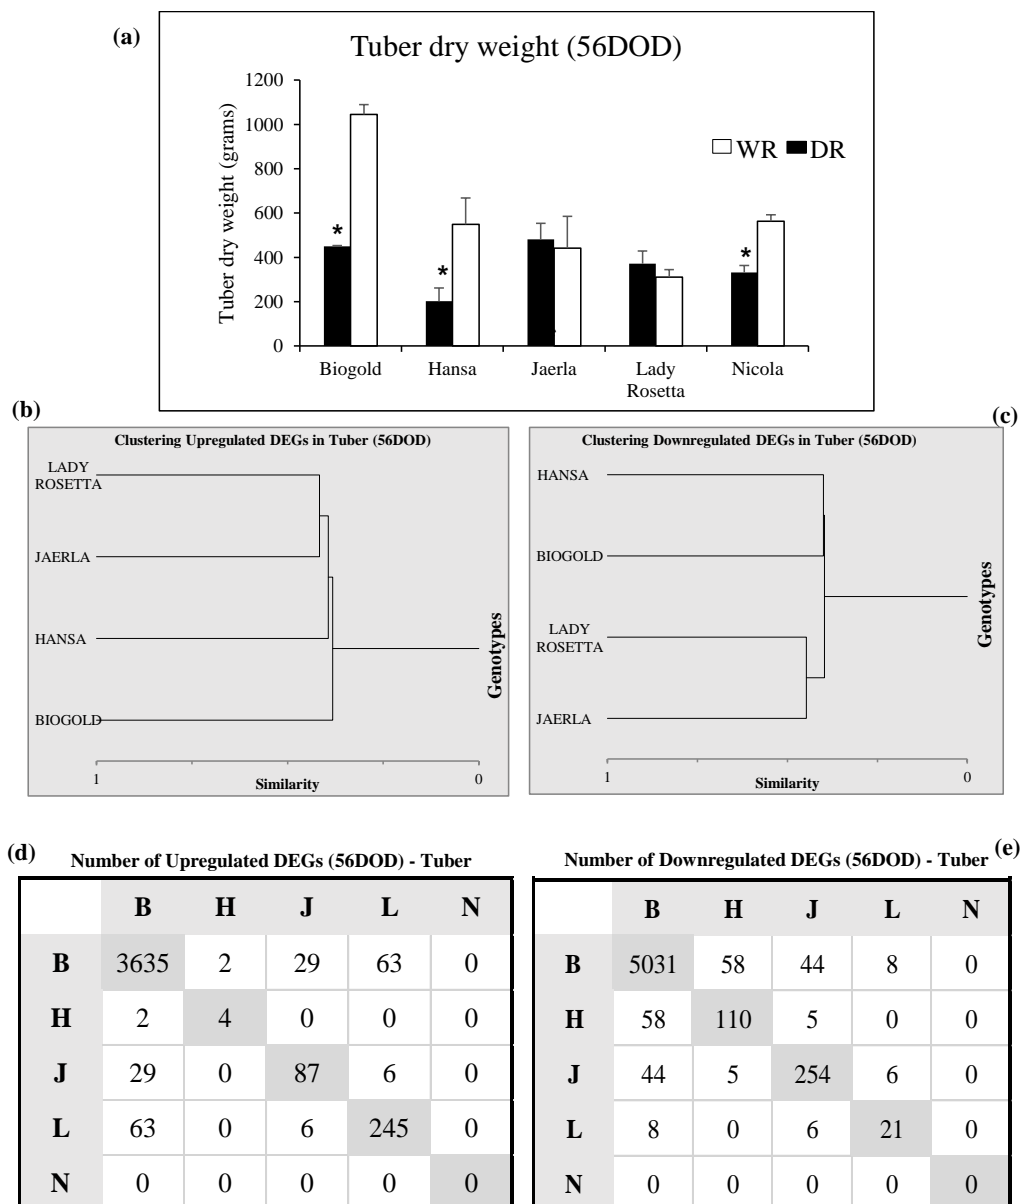 (a)
Tuber dry weight (56DOD)
Tuber dry weight (grams)
1200
1000
800
600
400
200
0
WR DR
*
*
*
Biogold Hansa Jaerla Lady Rosetta Nicola
(b)
Clustering Upregulated DEGs in Tuber (56DOD)
LADY
ROSETTA
JAERLA
HANSA
BIOGOLD
Genotypes
1 0
Similarity
(c)
Clustering Downregulated DEGs in Tuber (56DOD)
HANSA
BIOGOLD
LADY
ROSETTA
JAERLA
Genotypes
1 0
Similarity
(d)
Number of Upregulated DEGs (56DOD) - Tuber
B H J L N
B 3635 2 29 63 0
H 2 4 0 0 0
J 29 0 87 6 0
L 63 0 6 245 0
N 0 0 0 0 0
(e)
Number of Downregulated DEGs (56DOD) - Tuber
B H J L N
B 5031 58 44 8 0
H 58 110 5 0 0
J 44 5 254 6 0
L 8 0 6 21 0
N 0 0 0 0 0